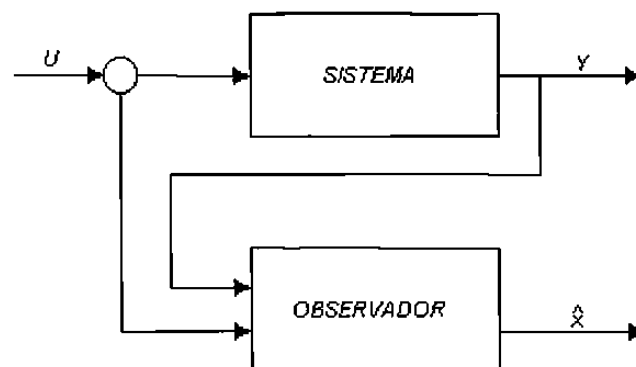 U
SISTEMA
Y
OBSERVADOR
X̂